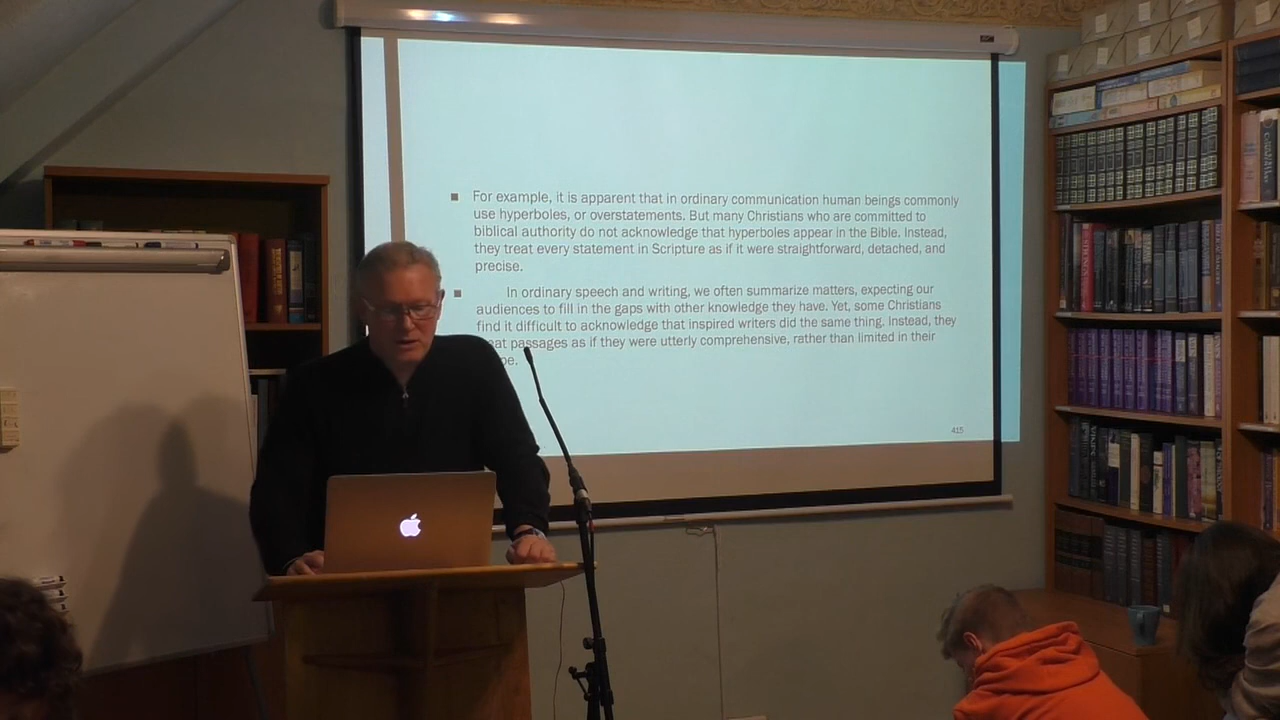 For example, it is apparent that in ordinary communication human beings commonly
use hyperboles, or overstatements. But many Christians who are committed to
biblical authority do not acknowledge that hyperboles appear in the Bible. Instead,
they treat every statement in Scripture as if it were straightforward, detached, and
precise.
In ordinary speech and writing, we often summarize matters, expecting our
audiences to fill in the gaps with other knowledge they have. Yet, some Christians
find it difficult to acknowledge that inspired writers did the same thing. Instead, they
passages as if they were utterly comprehensive, rather than limited in their
415